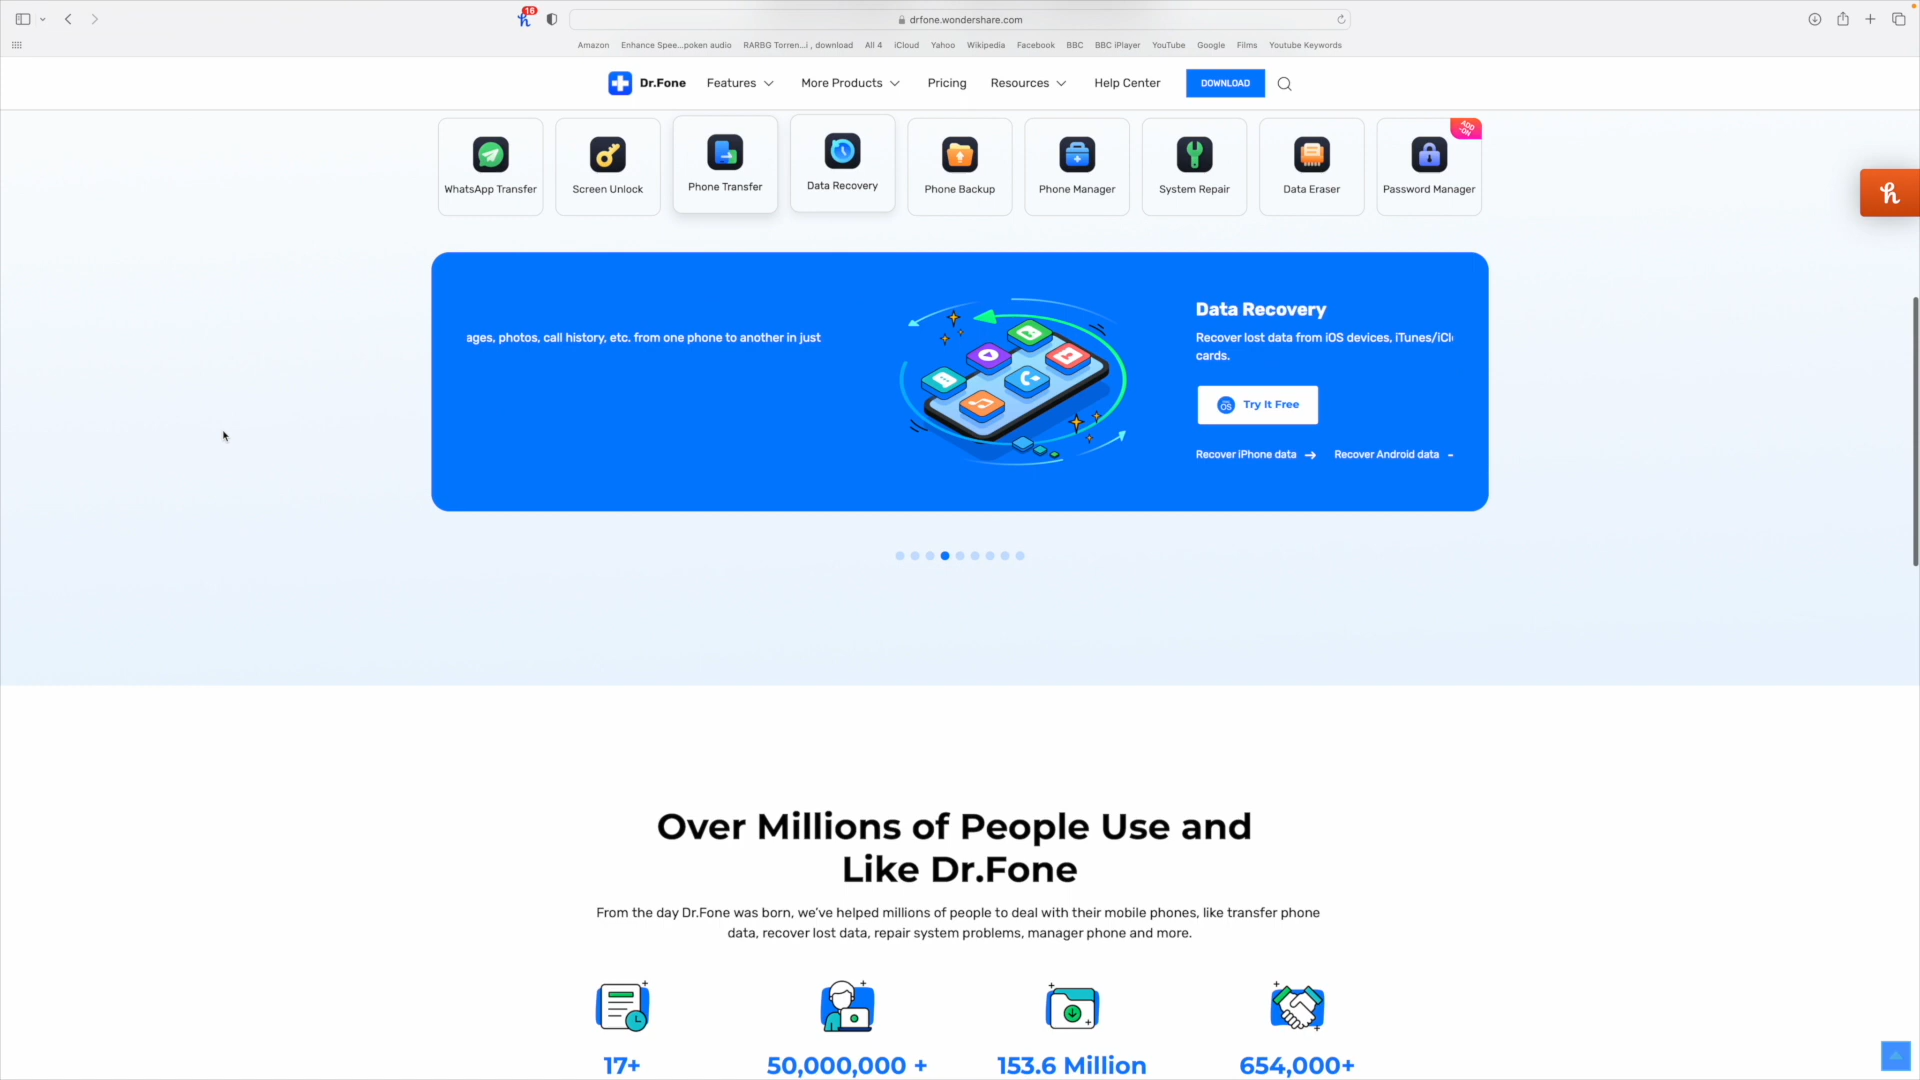 16
drfone.wondershare.com
Amazon Enhance Spee...poken audio RARBG Torren...i , download All 4 iCloud Yahoo Wikipedia Facebook BBC BBC iPlayer YouTube Google Films Youtube Keywords
Dr.Fone Features More Products Pricing Resources Help Center DOWNLOAD
ADD
-ON
WhatsApp Transfer Screen Unlock Phone Transfer Data Recovery Phone Backup Phone Manager System Repair Data Eraser Password Manager
Data Recovery
ages, photos, call history, etc. from one phone to another in just
Recover lost data from iOS devices, iTunes/iCl
cards.
Try It Free
Recover iPhone data Recover Android data
Over Millions of People Use and
Like Dr.Fone
From the day Dr.Fone was born, we've helped millions of people to deal with their mobile phones, like transfer phone
data, recover lost data, repair system problems, manager phone and more.
17+ 50,000,000 + 153.6 Million 654,000+